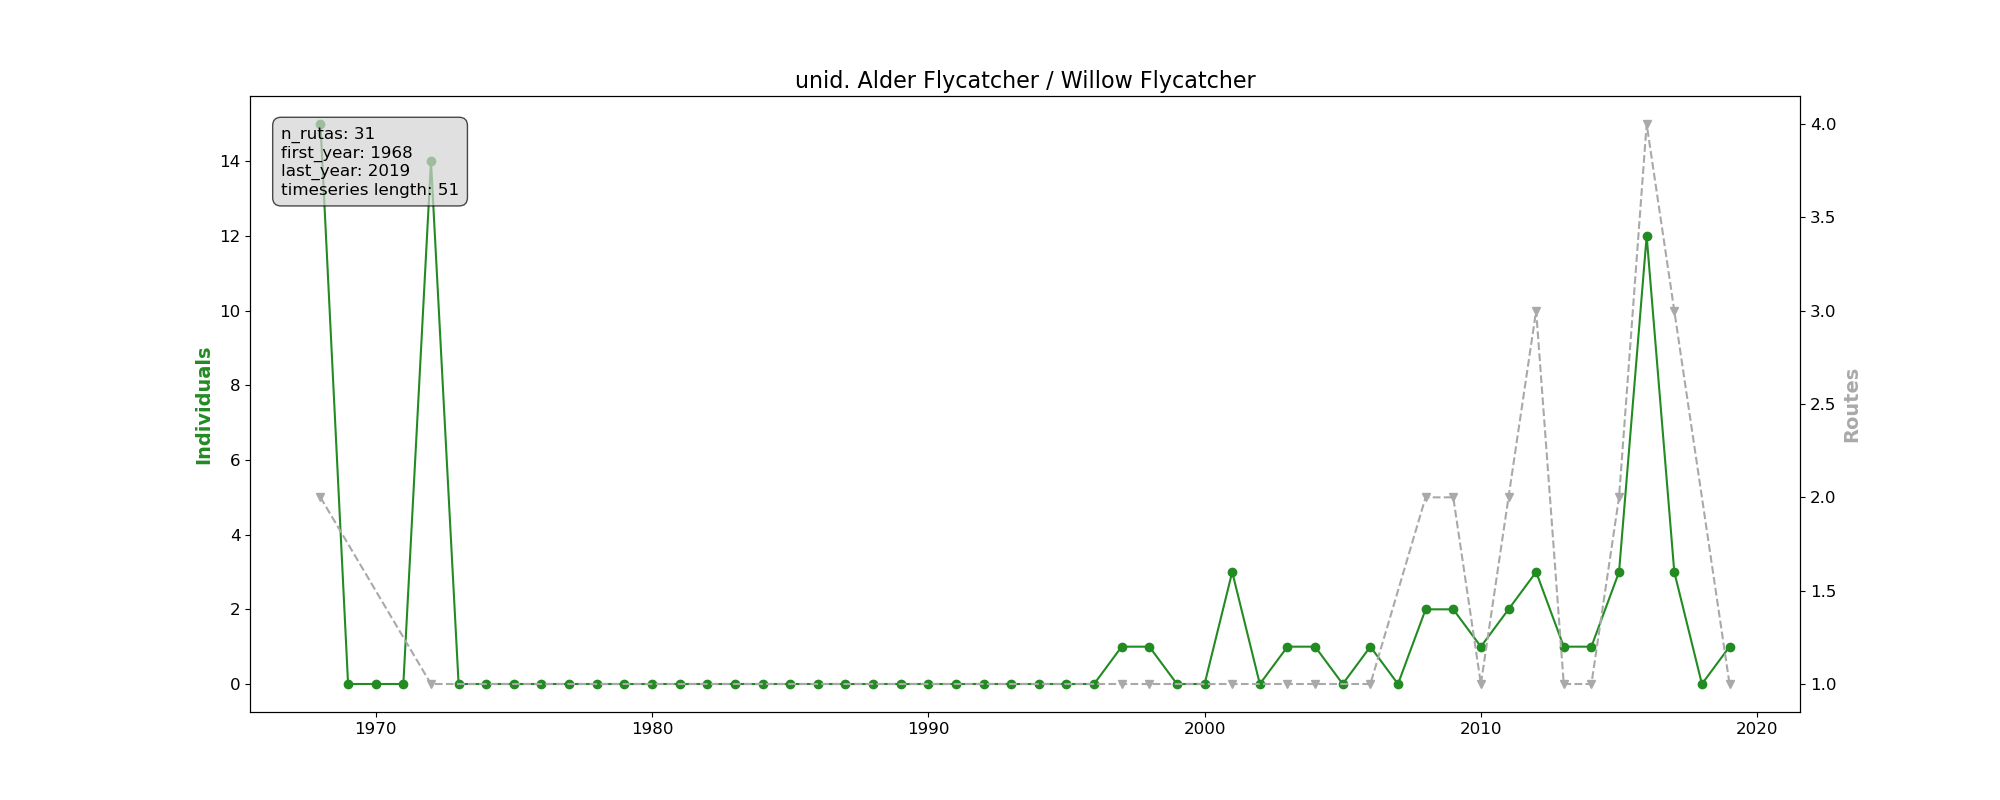 unid. Alder Flycatcher / Willow Flycatcher
n_rutas: 31
first_year: 1968
last_year: 2019
timeseries length: 51
Individuals
14
12
10
8
6
4
2
0
4.0
3.5
3.0
2.5
2.0
1.5
1.0
Routes
1970 1980 1990 2000 2010 2020